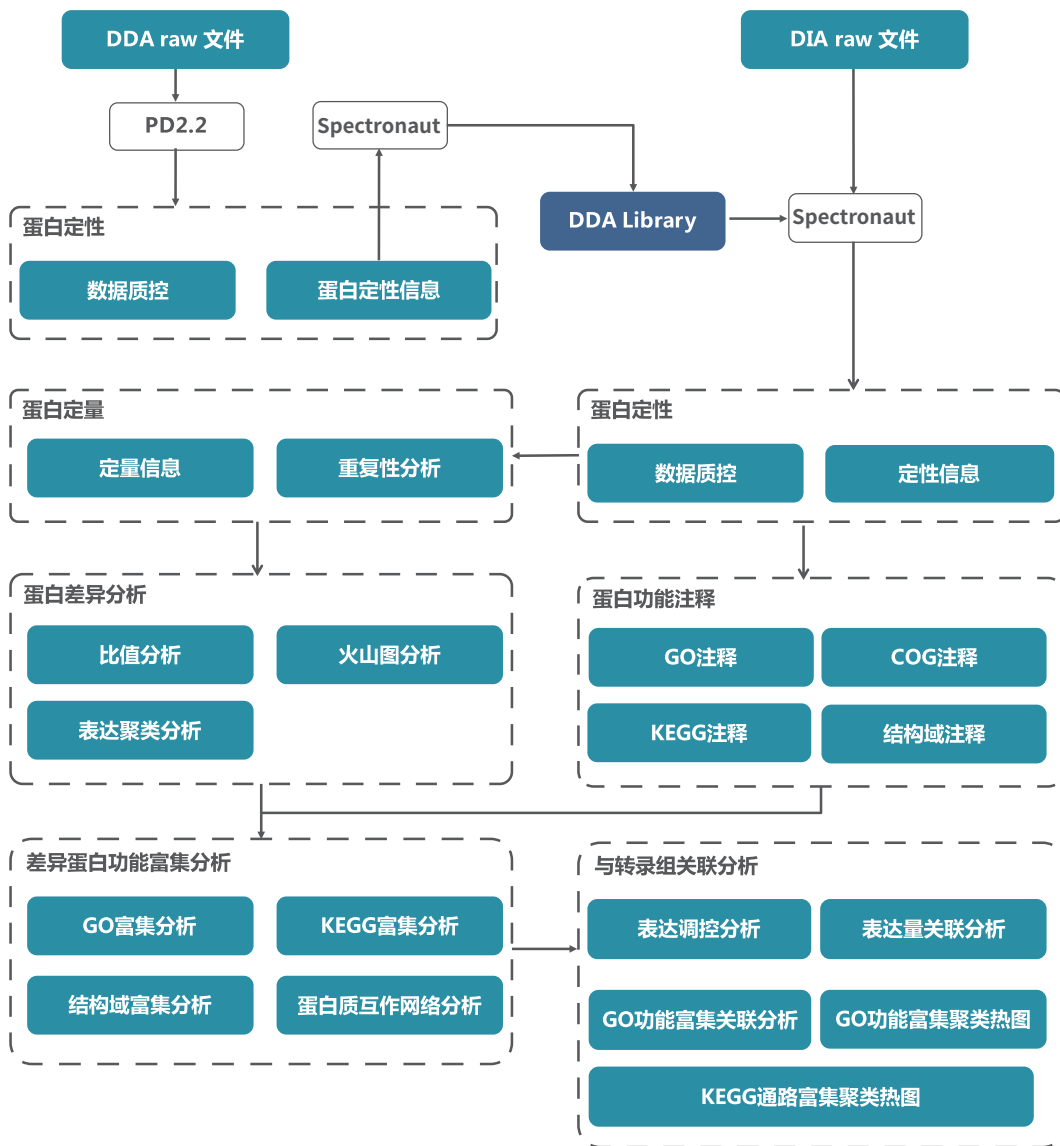 DDA raw 文件
DIA raw 文件
PD2.2
Spectronaut
DDA Library
Spectronaut
蛋白定性
数据质控
蛋白定性信息
蛋白定量
定量信息
重复性分析
蛋白定性
数据质控
定性信息
蛋白差异分析
比值分析
火山图分析
表达聚类分析
蛋白功能注释
GO注释
COG注释
KEGG注释
结构域注释
差异蛋白功能富集分析
GO富集分析
KEGG富集分析
结构域富集分析
蛋白质互作网络分析
与转录组关联分析
表达调控分析
表达量关联分析
GO功能富集关联分析
GO功能富集聚类热图
KEGG通路富集聚类热图